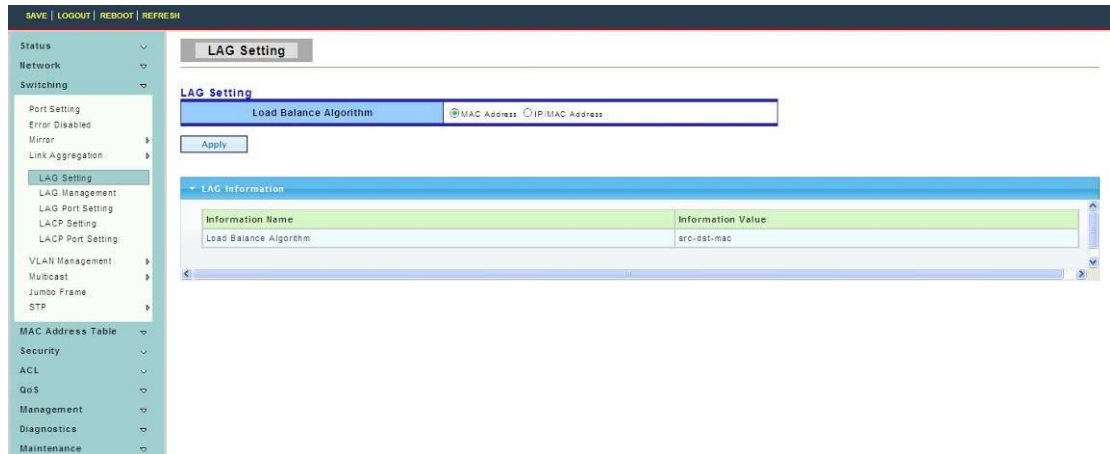 SAVE | LOGOUT | REBOOT | REFRESH
Status
Network
Switching
Port Setting
Error Disabled
Mirror
Link Aggregation
LAG Setting
LAG Management
LAG Port Setting
LACP Setting
LACP Port Setting
VLAN Management
Multicast
Jumbo Frame
STP
MAC Address Table
Security
ACL
QoS
Management
Diagnostics
Maintenance
LAG Setting
LAG Setting
Load Balance Algorithm MAC Address IP/MAC Address
Apply
LAG Information
Information Name Information Value
Load Balance Algorithm src-dst-mac